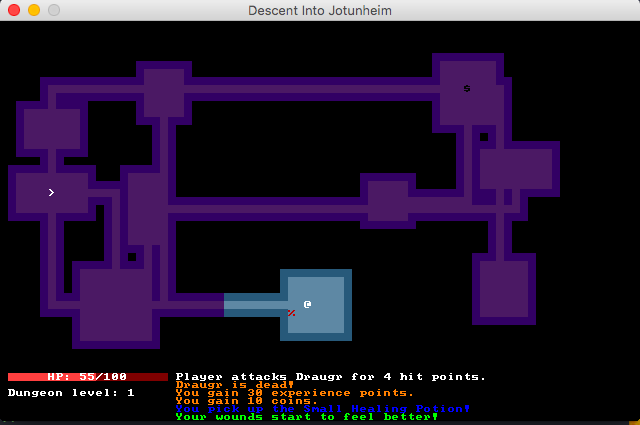 Descent Into Jotunheim
$
>
@
%
HP: 55/100
Player attacks Draugr for 4 hit points.
Draugr is dead!
Dungeon level: 1
You gain 30 experience points.
You gain 10 coins.
You pick up the Small Healing Potion!
Your wounds start to feel better!